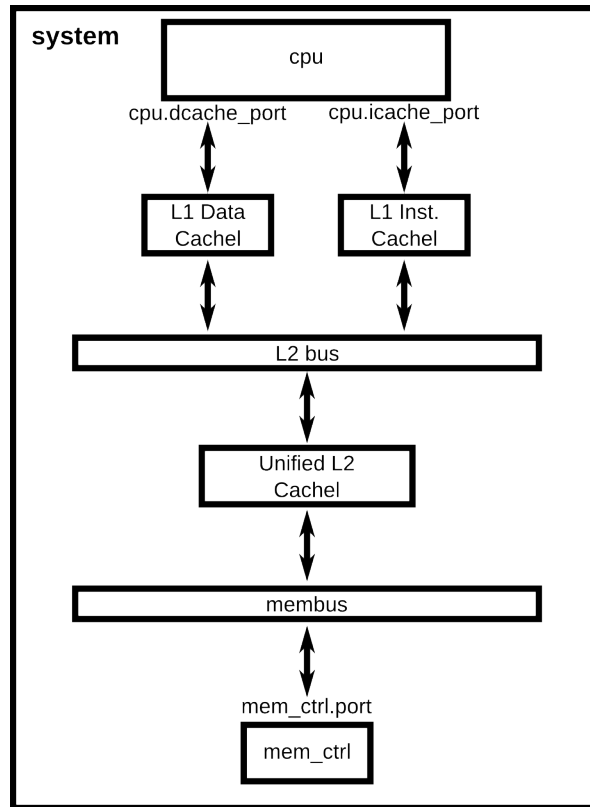 system
cpu
cpu.dcache_port
cpu.icache_port
L1 Data
Cachel
L1 Inst.
Cachel
L2 bus
Unified L2
Cachel
membus
mem_ctrl.port
mem_ctrl